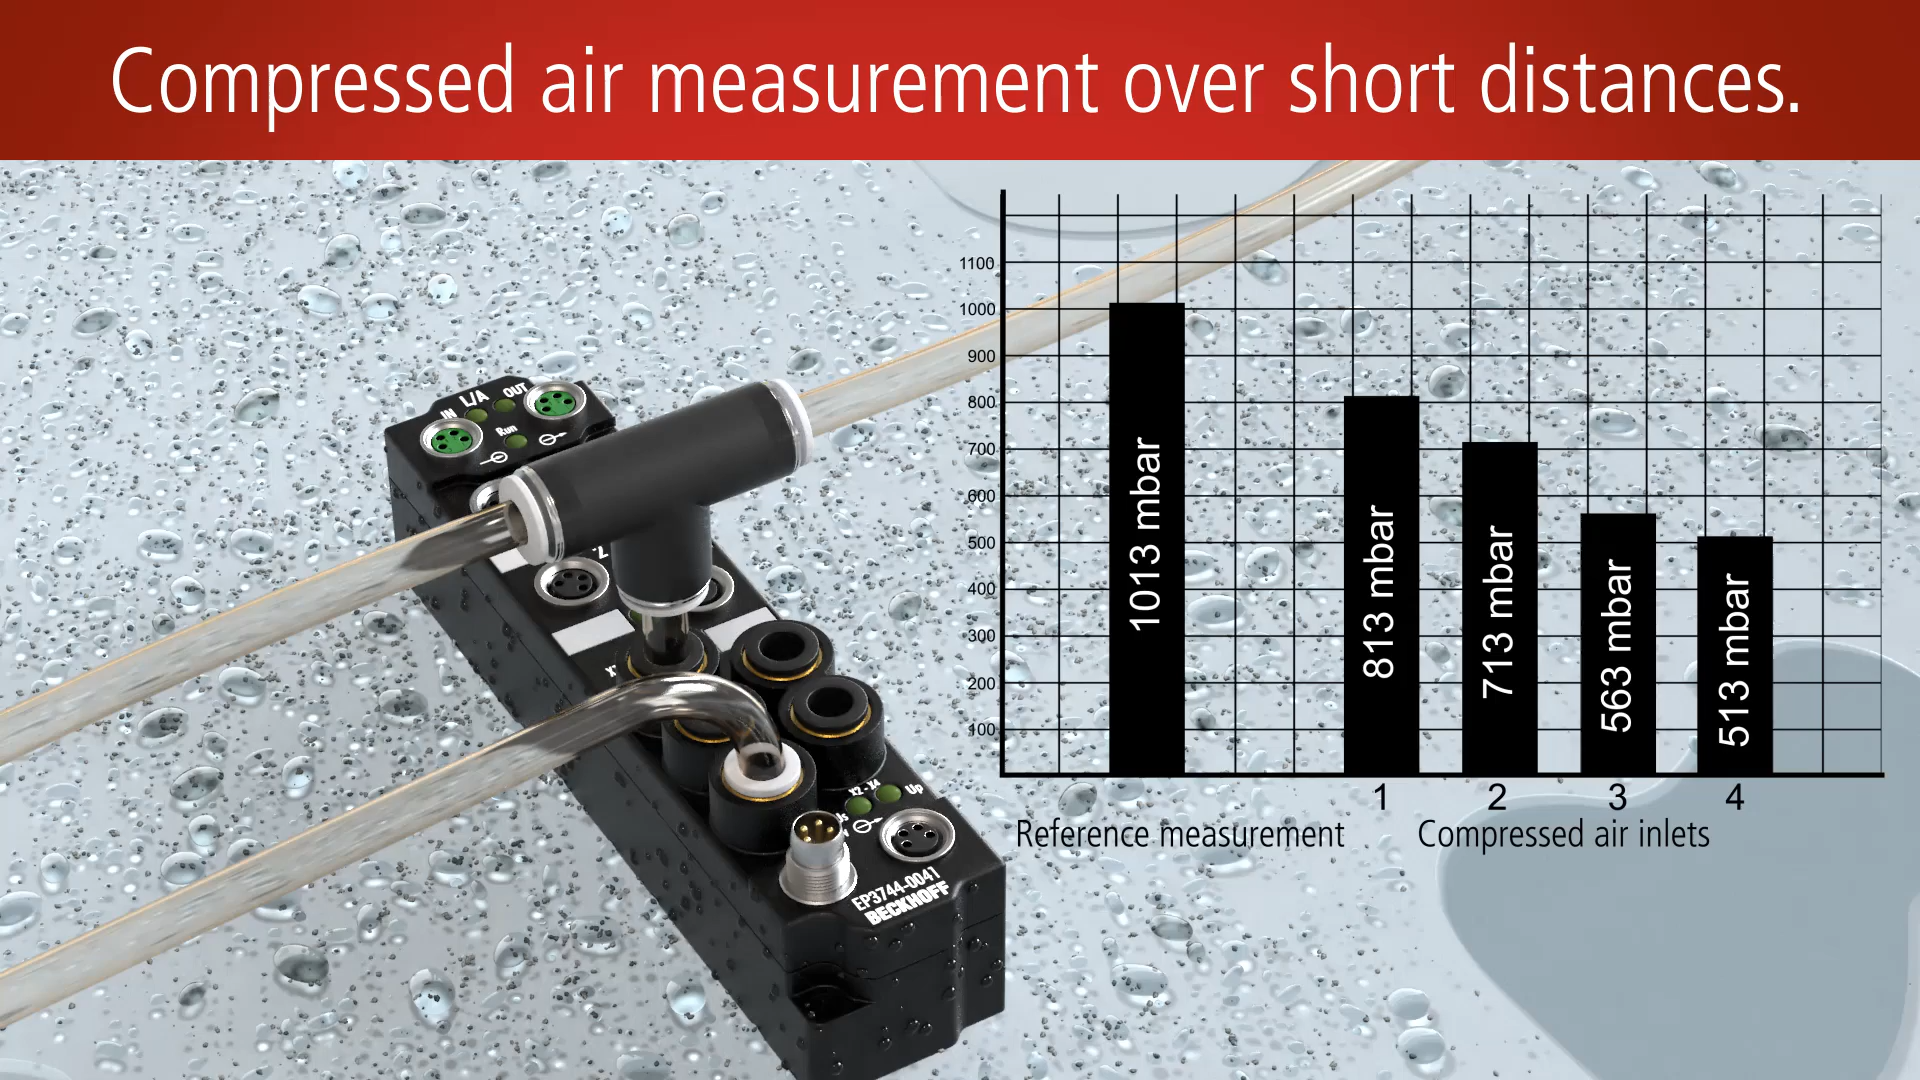 Compressed air measurement over short distances.
1100
1000
900
800
700
600
500
400
300
200
100
1013 mbar
813 mbar
713 mbar
563 mbar
513 mbar
1 2 3 4
Reference measurement
Compressed air inlets
IN L/A OUT
Run
X2 - X4 Up
EP3744-0041
BECKHOFF